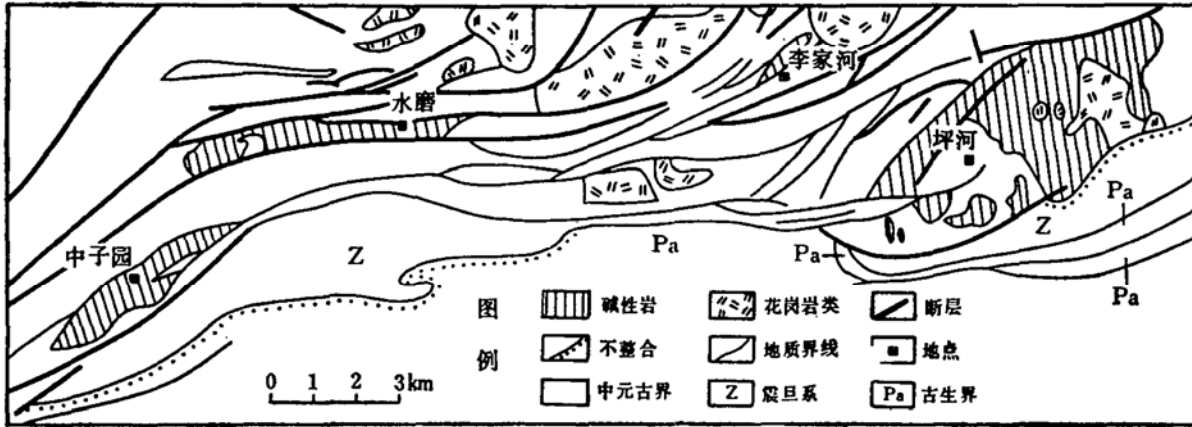 李家河
水磨
坪河
Pa
Z
Pa
中子园
Z
Pa
Pa
图例
碱性岩
花岗岩类
断层
不整合
地质界线
地点
0 1 2 3km
中元古界
Z 震旦系
Pa 古生界